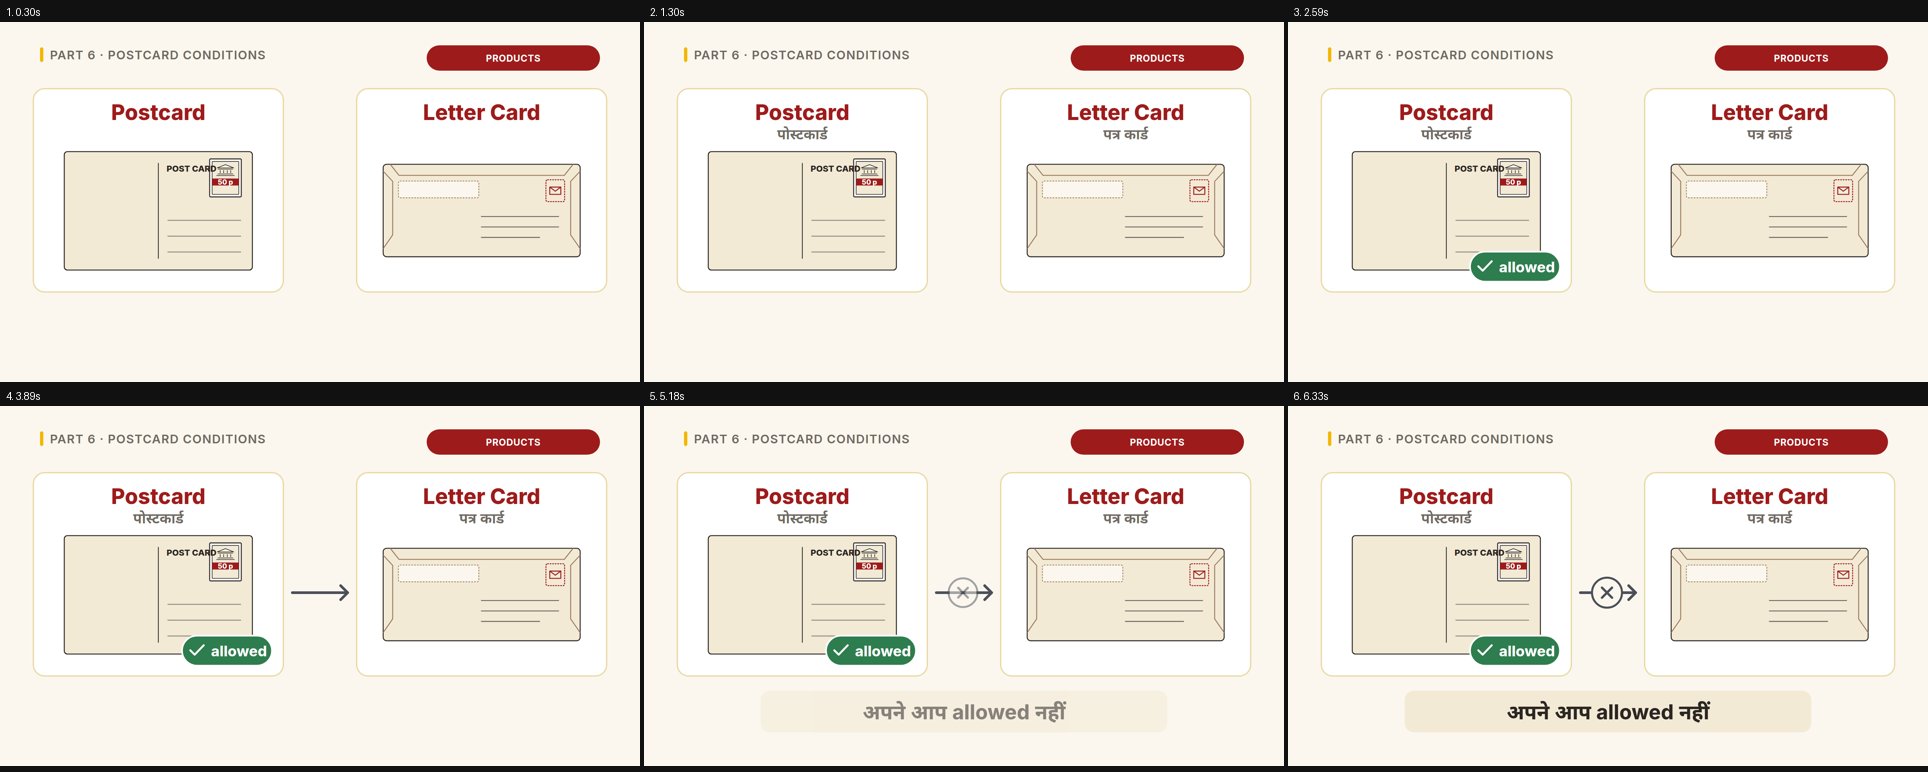 1. 0.30s
PART 6 · POSTCARD CONDITIONS
PRODUCTS
Postcard
POST CARD
50 p
Letter Card
2. 1.30s
PART 6 · POSTCARD CONDITIONS
PRODUCTS
Postcard
पोस्टकार्ड
POST CARD
50 p
Letter Card
पत्र कार्ड
3. 2.59s
PART 6 · POSTCARD CONDITIONS
PRODUCTS
Postcard
पोस्टकार्ड
POST CARD
50 p
allowed
Letter Card
पत्र कार्ड
4. 3.89s
PART 6 · POSTCARD CONDITIONS
PRODUCTS
Postcard
पोस्टकार्ड
POST CARD
50 p
allowed
Letter Card
पत्र कार्ड
5. 5.18s
PART 6 · POSTCARD CONDITIONS
PRODUCTS
Postcard
पोस्टकार्ड
POST CARD
50 p
allowed
Letter Card
पत्र कार्ड
अपने आप allowed नहीं
6. 6.33s
PART 6 · POSTCARD CONDITIONS
PRODUCTS
Postcard
पोस्टकार्ड
POST CARD
50 p
allowed
Letter Card
पत्र कार्ड
अपने आप allowed नहीं